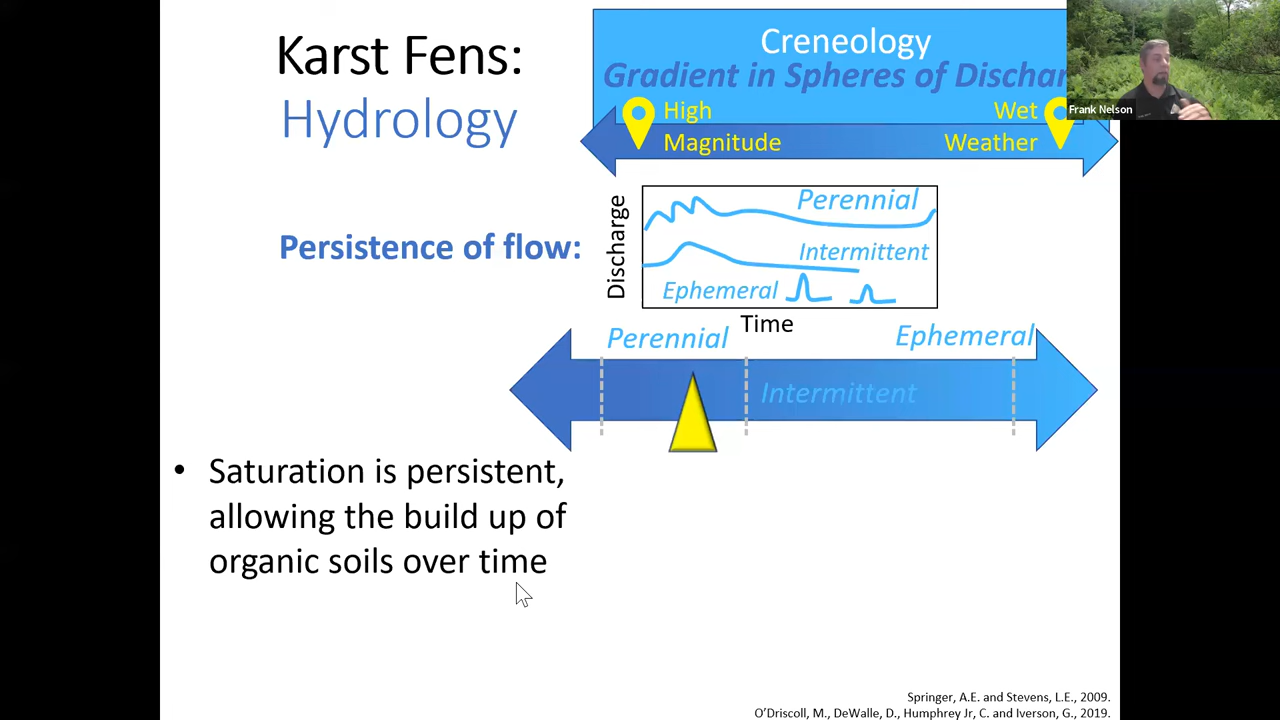 Karst Fens:
Hydrology
Creneology
Gradient in Spheres of
High
Magnitude
Wet
Weather
Frank Nelson
Persistence of flow:
Discharge
Perennial
Intermittent
Ephemeral
Time
Perennial
Ephemeral
Intermittent
• Saturation is persistent,
allowing the build up of
organic soils over time
Springer, A.E. and Stevens, L.E., 2009.
O'Driscoll, M., DeWalle, D., Humphrey Jr, C. and Iverson, G., 2019.